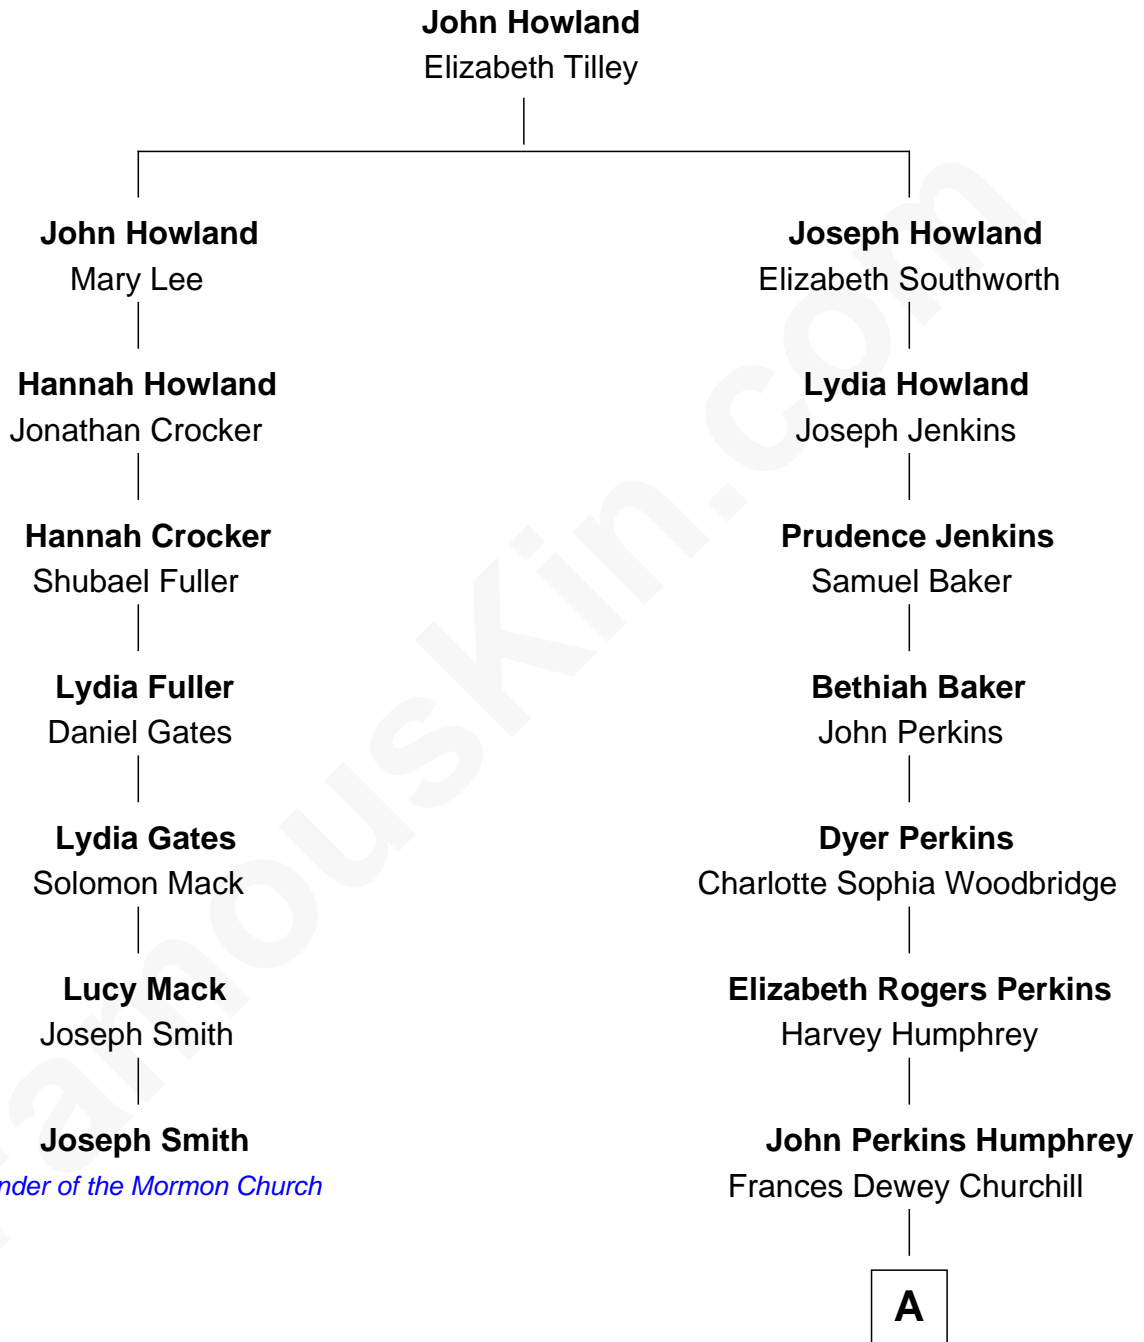 John Howland
Elizabeth Tilley
John Howland
Mary Lee
Hannah Howland
Jonathan Crocker
Hannah Crocker
Shubael Fuller
Lydia Fuller
Daniel Gates
Lydia Gates
Solomon Mack
Lucy Mack
Joseph Smith
Joseph Smith
nder of the Mormon Church
Joseph Howland
Elizabeth Southworth
Lydia Howland
Joseph Jenkins
Prudence Jenkins
Samuel Baker
Bethiah Baker
John Perkins
Dyer Perkins
Charlotte Sophia Woodbridge
Elizabeth Rogers Perkins
Harvey Humphrey
John Perkins Humphrey
Frances Dewey Churchill
A
FamousKin.com